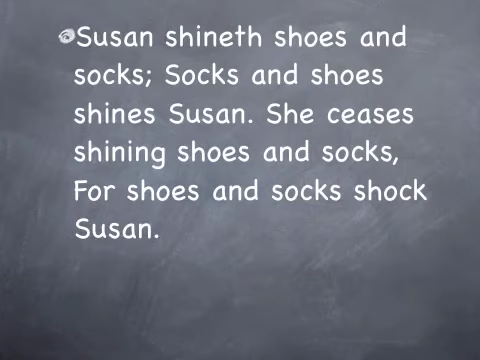 Susan shineth shoes and
socks; Socks and shoes
shines Susan. She ceases
shining shoes and socks,
For shoes and socks shock
Susan.